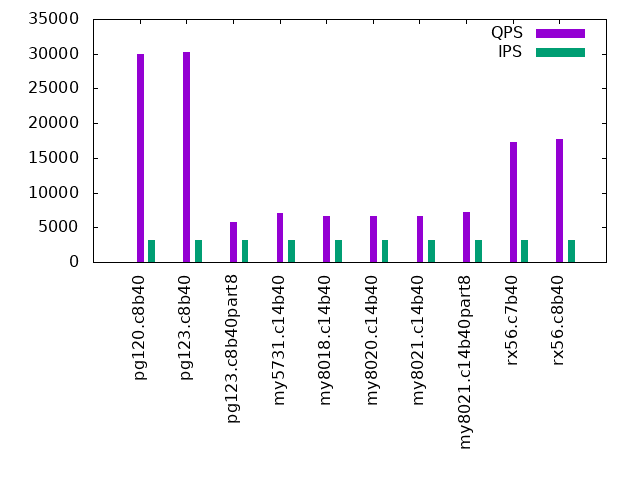 35000
30000
25000
20000
15000
10000
5000
0
QPS
IPS
pg120.c8b40
pg123.c8b40
pg123.c8b40part8
my5731.c14b40
my8018.c14b40
my8020.c14b40
my8021.c14b40
my8021.c14b40part8
rx56.c7b40
rx56.c8b40